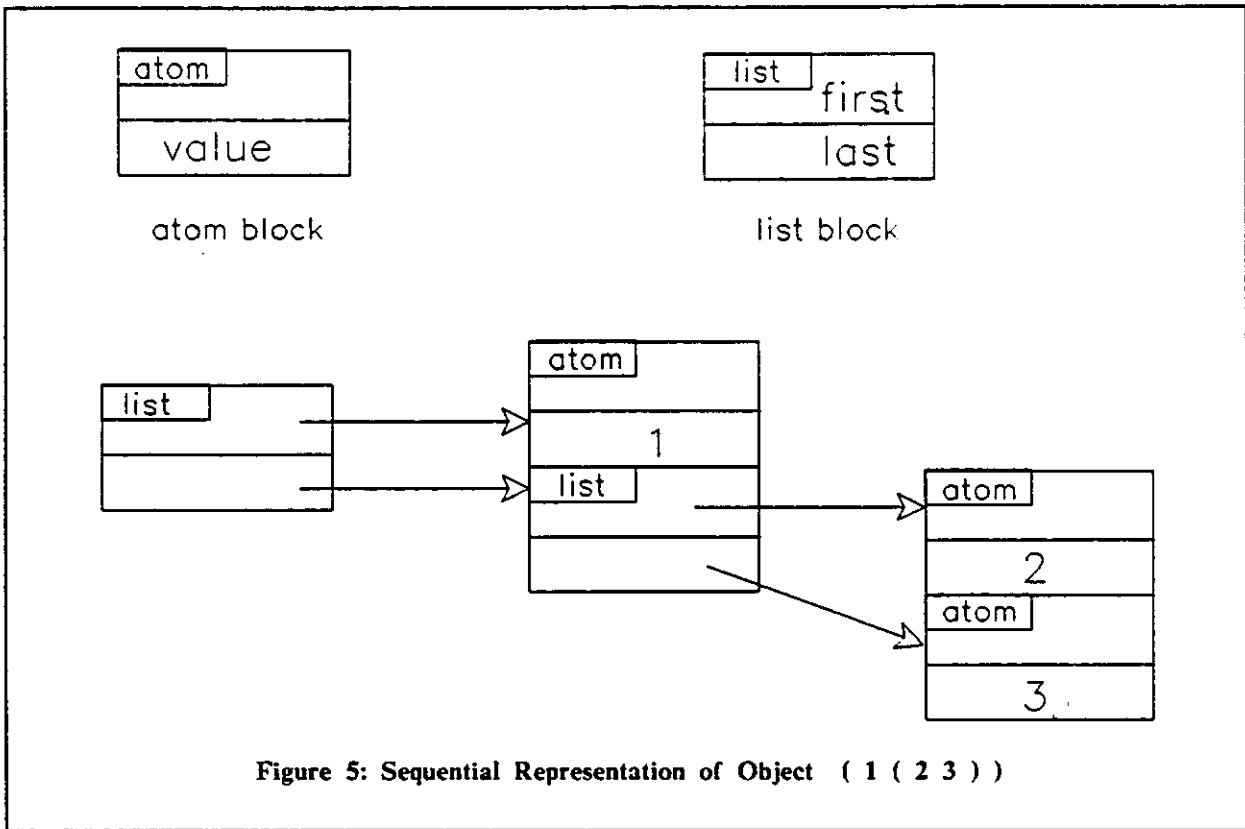 atom
value
atom block
list
first
last
list block
list
atom
1
list
atom
2
atom
3
Figure 5: Sequential Representation of Object ( 1 ( 2 3 ) )